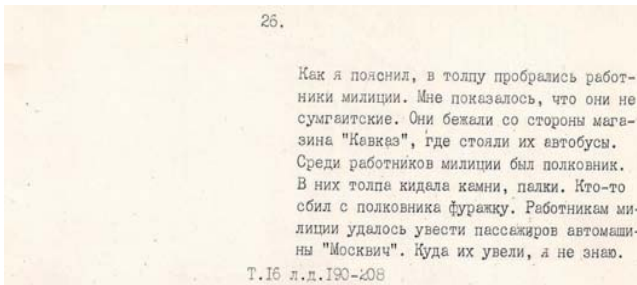 26.
Как я пояснил, в толпу пробрались работ-
ники милиции. Мне показалось, что они не
сумгаитские. Они бежали со стороны мага-
зина "Кавказ", где стояли их автобусы.
Среди работников милиции был полковник.
В них толпа кидала камни, палки. Кто-то
сбил с полковника фуражку. Работникам ми-
лиции удалось увести пассажиров автомаши-
ны "Москвич". Куда их увели, я не знаю.
Т.16 л.д.190-208